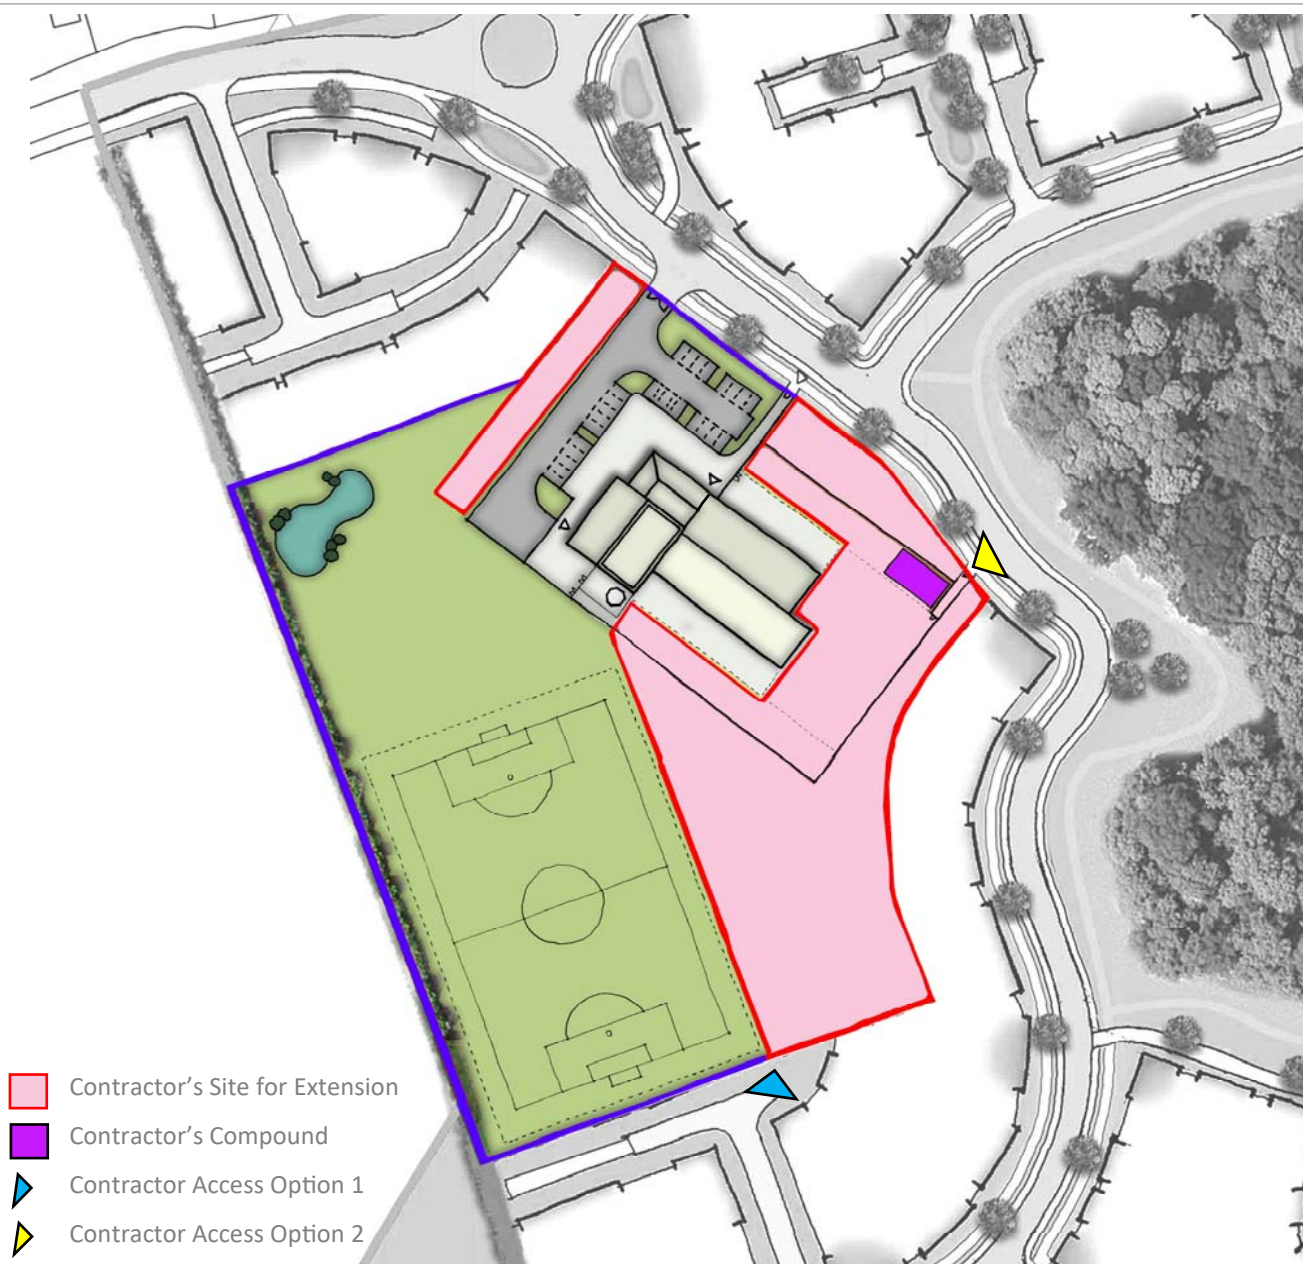 Contractor's Site for Extension
Contractor's Compound
Contractor Access Option 1
Contractor Access Option 2